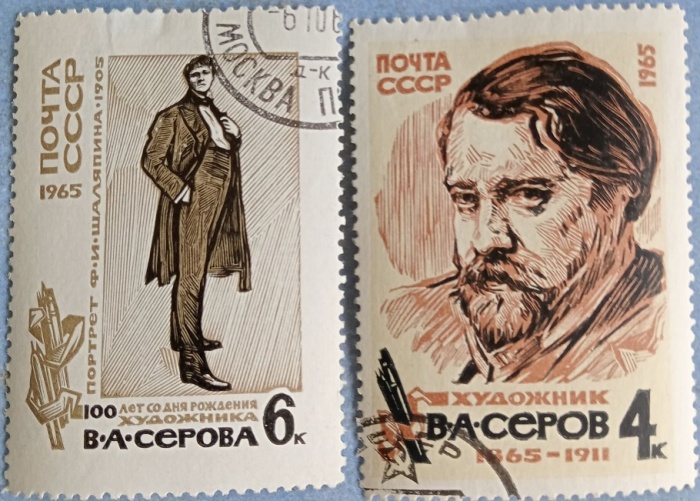 ПОЧТА
СССР
1965
ПОРТРЕТ Ф·И·ШАЛЯПИНА·1905
МОСКВА
Д-К
100 ЛЕТ СО ДНЯ РОЖДЕНИЯ
ХУДОЖНИКА
В·А·СЕРОВА 6к
ПОЧТА
СССР
1965
ХУДОЖНИК
В·А·СЕРОВ 4к
1865-1911